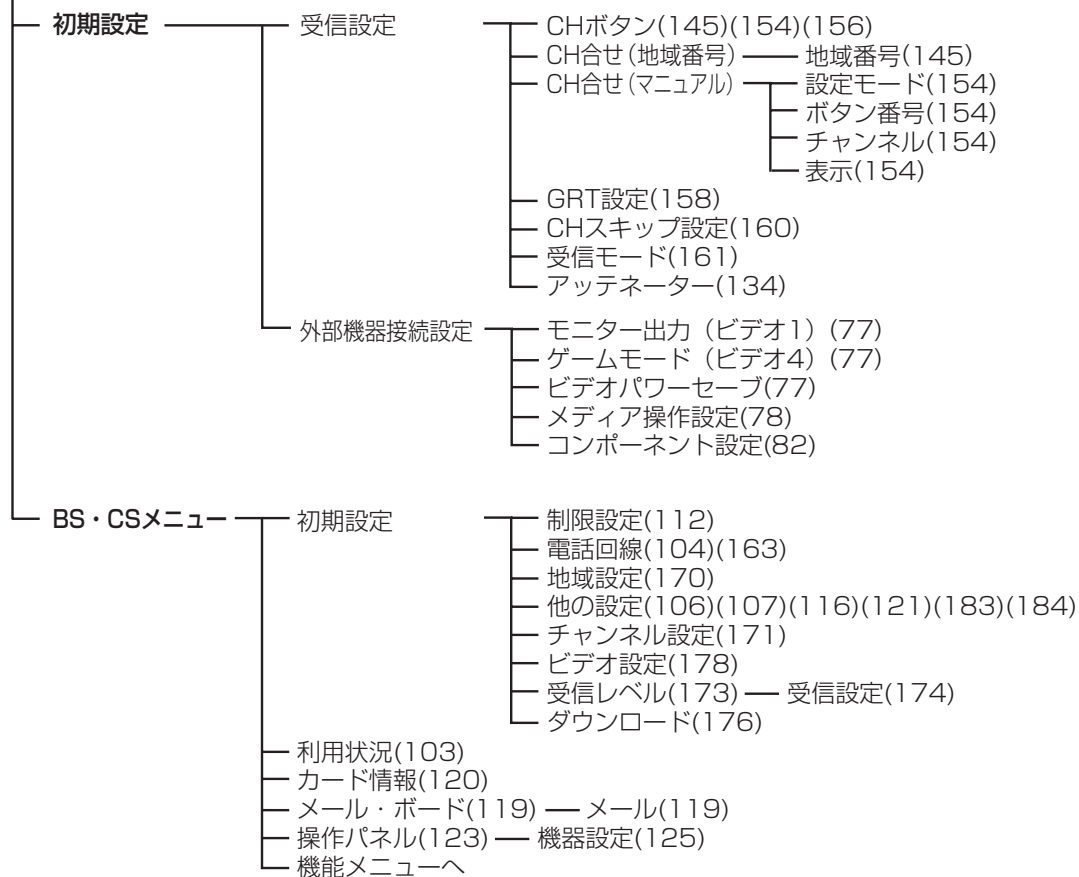 初期設定 受信設定 CHボタン(145)(154)(156)
CH合せ(地域番号) 地域番号(145)
CH合せ(マニュアル) 設定モード(154)
ボタン番号(154)
チャンネル(154)
表示(154)
GRT設定(158)
CHスキップ設定(160)
受信モード(161)
アッテネーター(134)
外部機器接続設定 モニター出力(ビデオ1)(77)
ゲームモード(ビデオ4)(77)
ビデオパワーセーブ(77)
メディア操作設定(78)
コンポーネント設定(82)
BS・CSメニュー 初期設定 制限設定(112)
電話回線(104)(163)
地域設定(170)
他の設定(106)(107)(116)(121)(183)(184)
チャンネル設定(171)
ビデオ設定(178)
受信レベル(173) 受信設定(174)
ダウンロード(176)
利用状況(103)
カード情報(120)
メール・ボード(119) メール(119)
操作パネル(123) 機器設定(125)
機能メニューへ